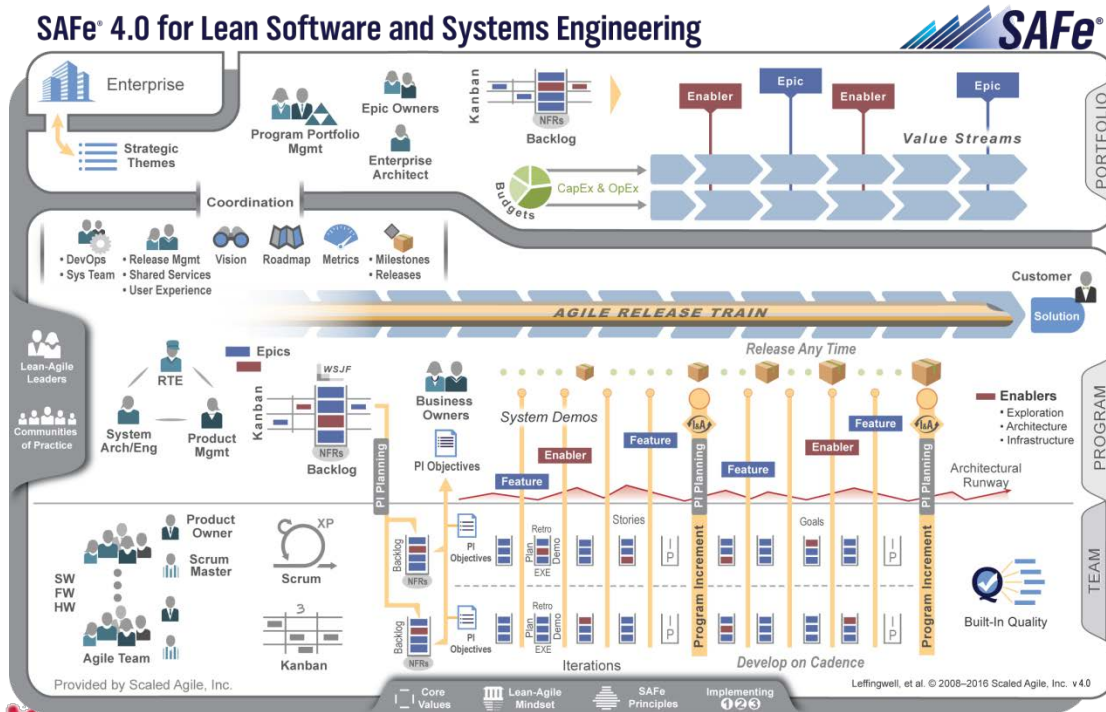 SAFe® 4.0 for Lean Software and Systems Engineering
SAFe®
Enterprise
Strategic
Themes
Program Portfolio
Mgmt
Epic Owners
Enterprise
Architect
Kanban
NFRs
Backlog
Enabler
Epic
Enabler
Epic
Value Streams
Budgets
CapEx & OpEx
PORTFOLIO
Coordination
• DevOps
• Sys Team
• Release Mgmt
• Shared Services
• User Experience
Vision
Roadmap
Metrics
• Milestones
• Releases
Customer
AGILE RELEASE TRAIN
Solution
Release Any Time
Lean-Agile
Leaders
Communities
of Practice
RTE
System
Arch/Eng
Product
Mgmt
Epics
WSJF
Kanban
NFRs
Backlog
PI Planning
Business
Owners
PI Objectives
System Demos
Feature
Enabler
Feature
I&A
PI Planning
Feature
Enabler
Feature
I&A
PI Planning
Enablers
• Exploration
• Architecture
• Infrastructure
Architectural
Runway
PROGRAM
Product
Owner
Scrum
Master
SW
FW
HW
Agile Team
XP
Scrum
3
Kanban
Backlog
NFRs
PI
Objectives
Plan
Retro
Demo
EXE
Stories
I
P
Program Increment
Goals
I
P
Program Increment
Backlog
NFRs
PI
Objectives
Plan
Retro
Demo
EXE
I
P
I
P
Iterations
Develop on Cadence
Built-In Quality
TEAM
Provided by Scaled Agile, Inc.
Leffingwell, et al. © 2008–2016 Scaled Agile, Inc. v 4.0
Core
Values
Lean-Agile
Mindset
SAFe
Principles
Implementing
1 2 3